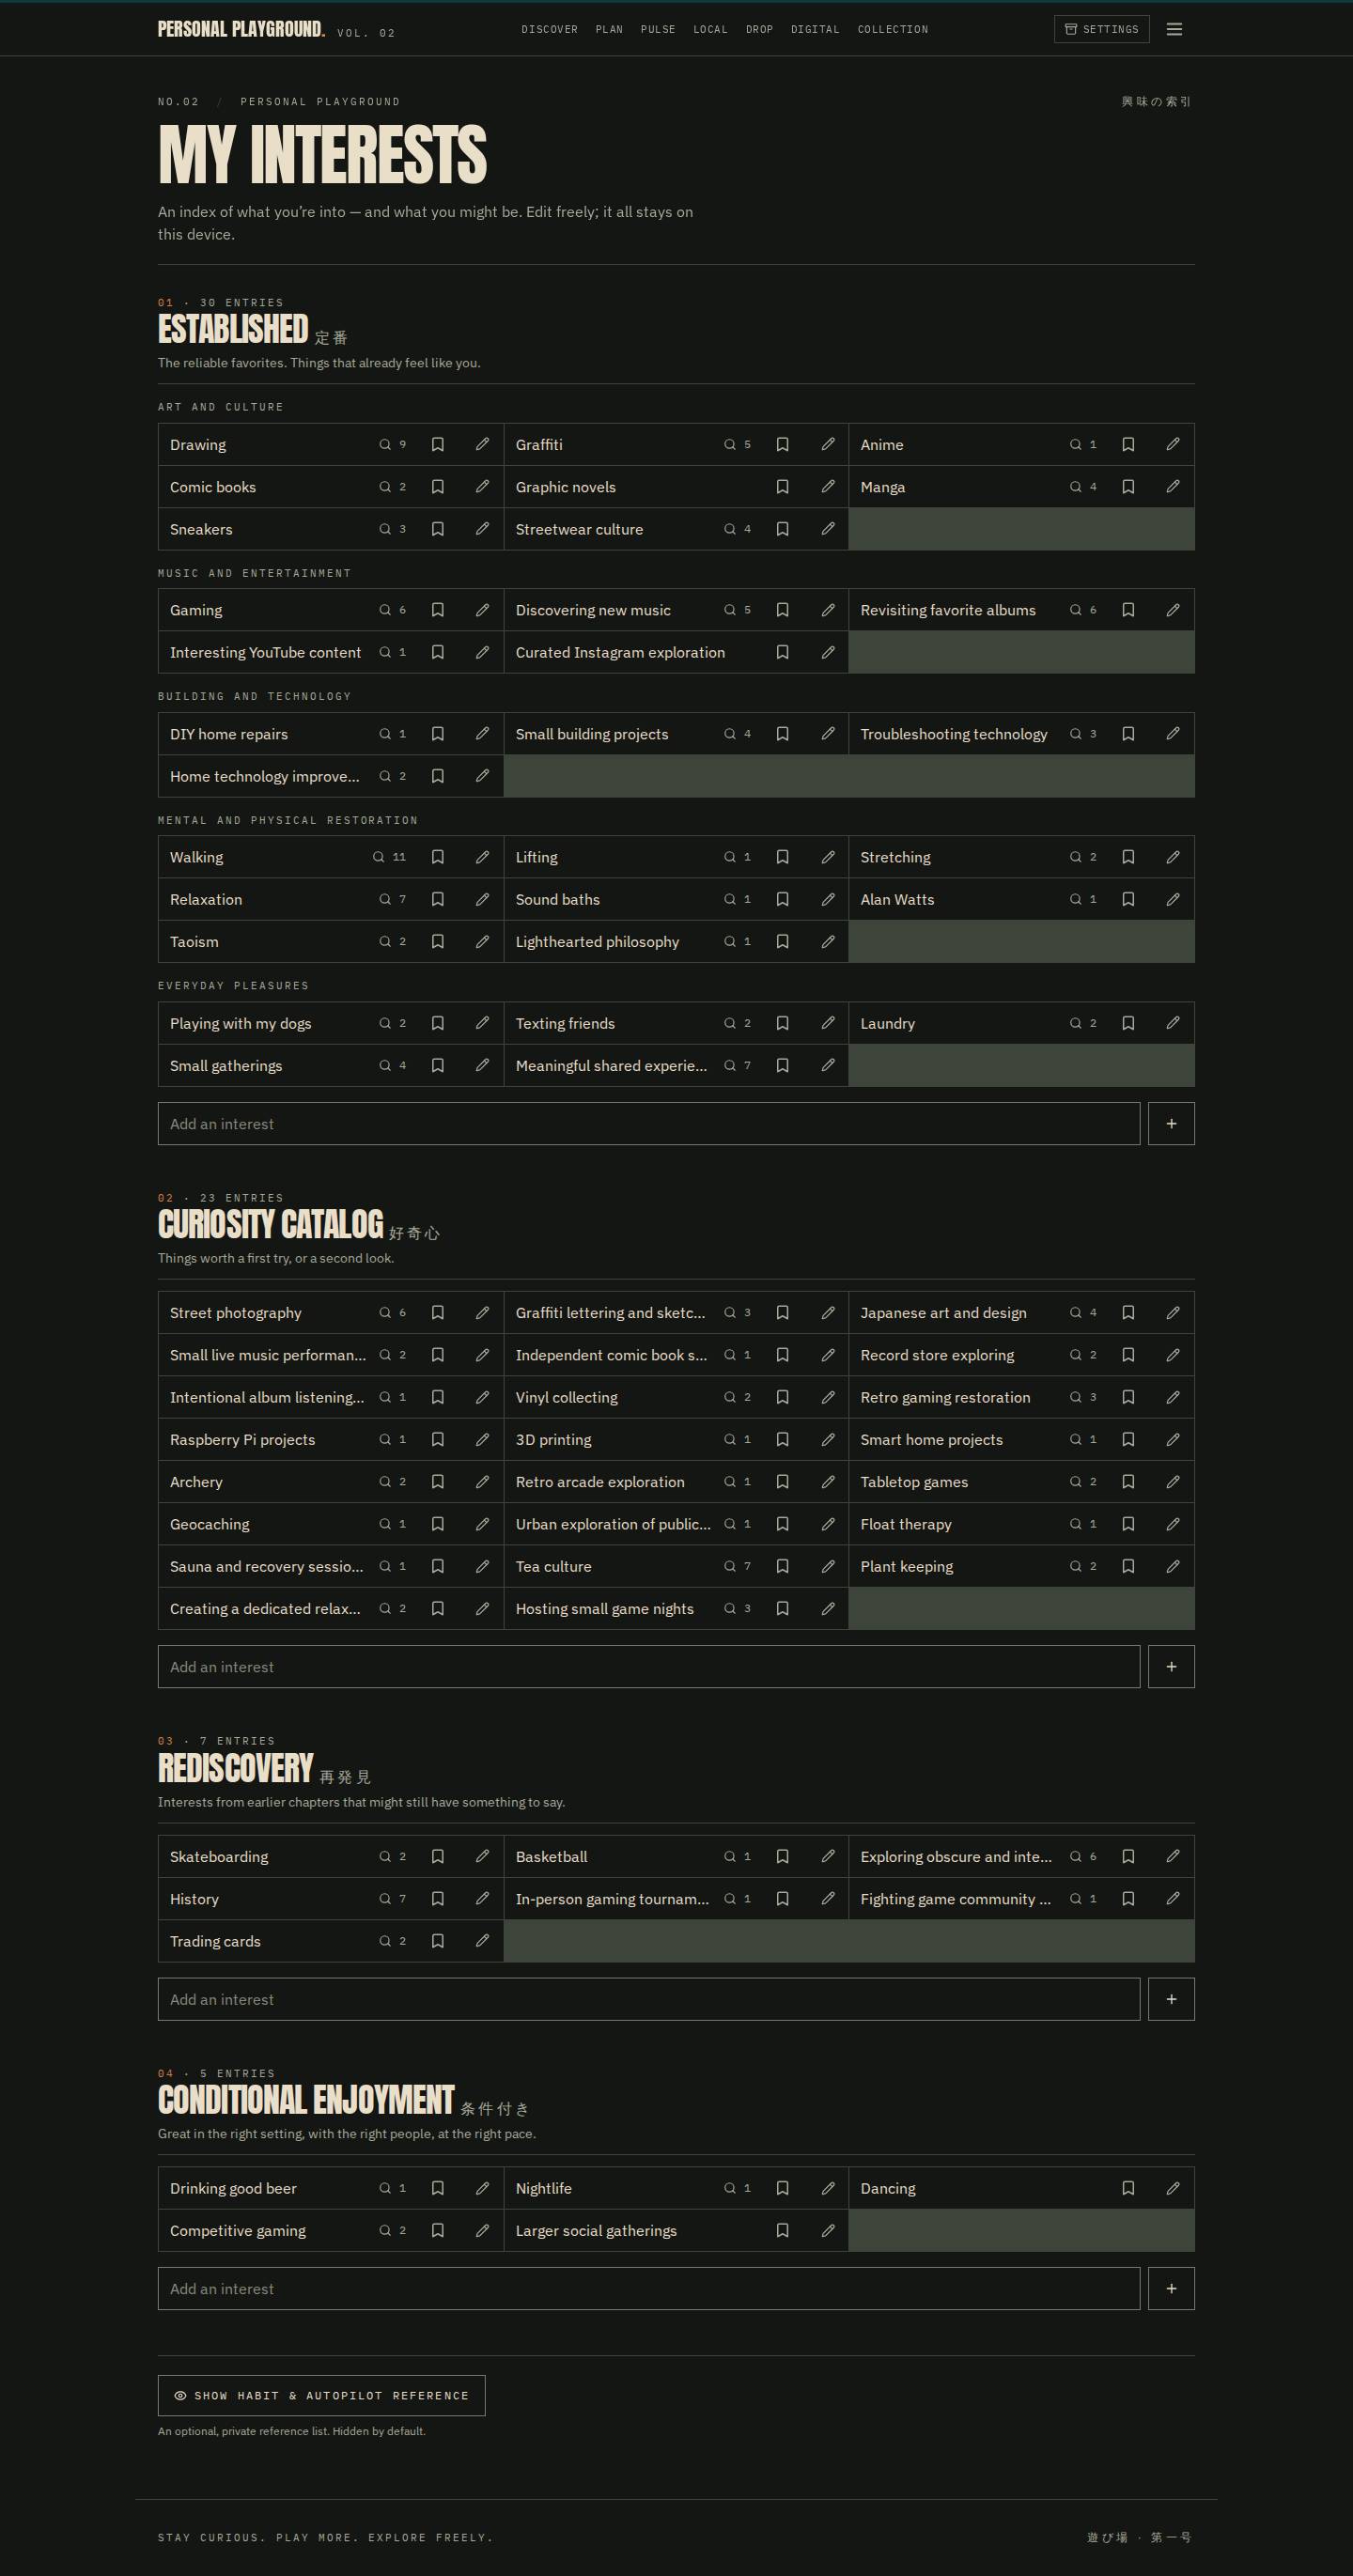 PERSONAL PLAYGROUND. VOL. 02 DISCOVER PLAN PULSE LOCAL DROP DIGITAL COLLECTION SETTINGS
NO.02 / PERSONAL PLAYGROUND 興味の索引
MY INTERESTS
An index of what you’re into — and what you might be. Edit freely; it all stays on
this device.
01 · 30 ENTRIES
ESTABLISHED 定番
The reliable favorites. Things that already feel like you.
ART AND CULTURE
Drawing 9 Graffiti 5 Anime 1
Comic books 2 Graphic novels Manga 4
Sneakers 3 Streetwear culture 4
MUSIC AND ENTERTAINMENT
Gaming 6 Discovering new music 5 Revisiting favorite albums 6
Interesting YouTube content 1 Curated Instagram exploration
BUILDING AND TECHNOLOGY
DIY home repairs 1 Small building projects 4 Troubleshooting technology 3
Home technology improve... 2
MENTAL AND PHYSICAL RESTORATION
Walking 11 Lifting 1 Stretching 2
Relaxation 7 Sound baths 1 Alan Watts 1
Taoism 2 Lighthearted philosophy 1
EVERYDAY PLEASURES
Playing with my dogs 2 Texting friends 2 Laundry 2
Small gatherings 4 Meaningful shared experie... 7
Add an interest +
02 · 23 ENTRIES
CURIOSITY CATALOG 好奇心
Things worth a first try, or a second look.
Street photography 6 Graffiti lettering and sketc... 3 Japanese art and design 4
Small live music performan... 2 Independent comic book s... 1 Record store exploring 2
Intentional album listening... 1 Vinyl collecting 2 Retro gaming restoration 3
Raspberry Pi projects 1 3D printing 1 Smart home projects 1
Archery 2 Retro arcade exploration 1 Tabletop games 2
Geocaching 1 Urban exploration of public... 1 Float therapy 1
Sauna and recovery sessio... 1 Tea culture 7 Plant keeping 2
Creating a dedicated relax... 2 Hosting small game nights 3
Add an interest +
03 · 7 ENTRIES
REDISCOVERY 再発見
Interests from earlier chapters that might still have something to say.
Skateboarding 2 Basketball 1 Exploring obscure and inte... 6
History 7 In-person gaming tournam... 1 Fighting game community ... 1
Trading cards 2
Add an interest +
04 · 5 ENTRIES
CONDITIONAL ENJOYMENT 条件付き
Great in the right setting, with the right people, at the right pace.
Drinking good beer 1 Nightlife 1 Dancing
Competitive gaming 2 Larger social gatherings
Add an interest +
SHOW HABIT & AUTOPILOT REFERENCE
An optional, private reference list. Hidden by default.
STAY CURIOUS. PLAY MORE. EXPLORE FREELY. 遊び場 · 第一号